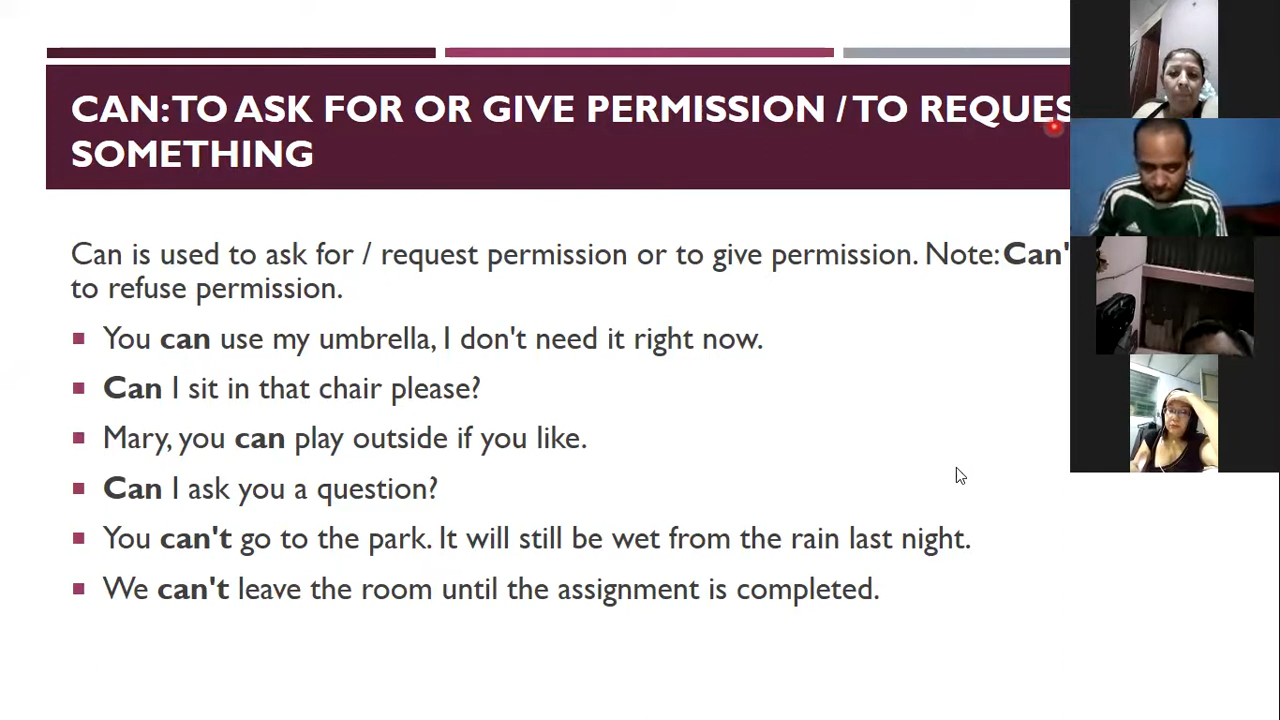 CAN: TO ASK FOR OR GIVE PERMISSION / TO REQUES
SOMETHING
Can is used to ask for / request permission or to give permission. Note: Can'
to refuse permission.
You can use my umbrella, I don't need it right now.
Can I sit in that chair please?
Mary, you can play outside if you like.
Can I ask you a question?
You can't go to the park. It will still be wet from the rain last night.
We can't leave the room until the assignment is completed.